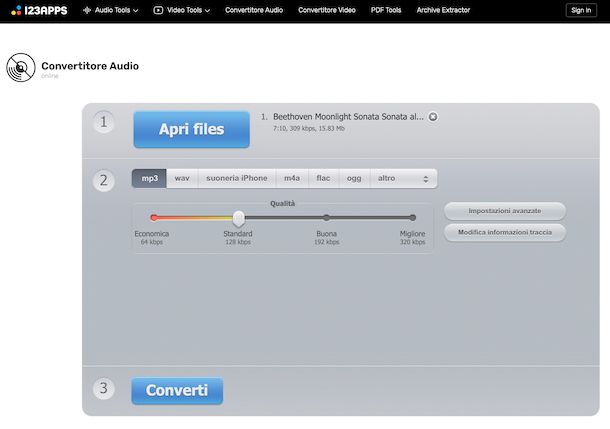 123APPS Audio Tools Video Tools Convertitore Audio Convertitore Video PDF Tools Archive Extractor Sign in
Convertitore Audio
online
1
Apri files
1. Beethoven Moonlight Sonata Sonata al...
7:10, 309 kbps, 15.83 Mb
2
mp3 wav suoneria iPhone m4a flac ogg altro
Qualità
Economica Standard Buona Migliore
64 kbps 128 kbps 192 kbps 320 kbps
Impostazioni avanzate
Modifica informazioni traccia
3
Converti